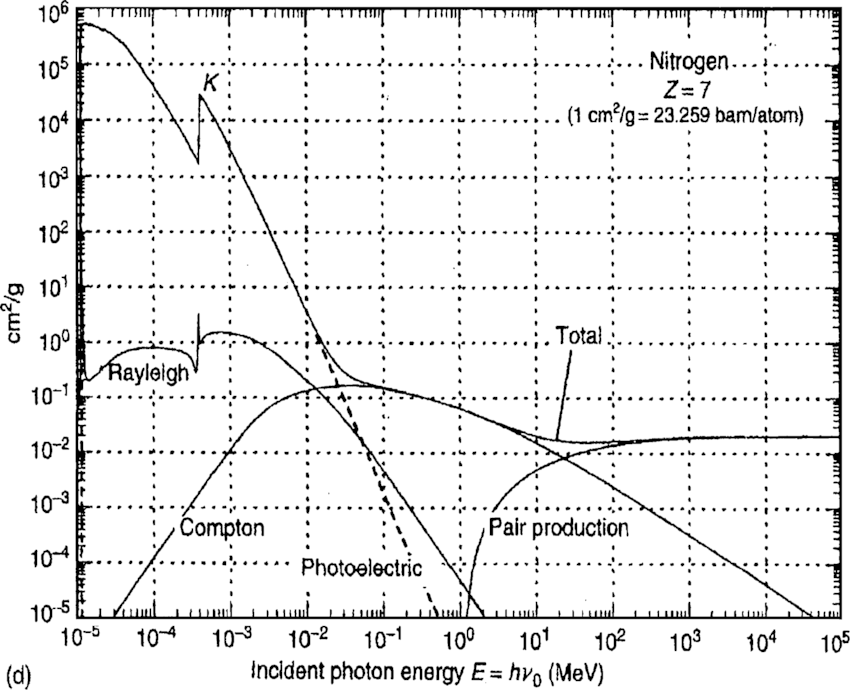 10⁶
10⁵
10⁴
10³
10²
10¹
10⁰
10⁻¹
10⁻²
10⁻³
10⁻⁴
10⁻⁵
cm²/g
K
Nitrogen
Z = 7
(1 cm²/g = 23.259 bam/atom)
Total
Rayleigh
Compton
Pair production
Photoelectric
10⁻⁵ 10⁻⁴ 10⁻³ 10⁻² 10⁻¹ 10⁰ 10¹ 10² 10³ 10⁴ 10⁵
Incident photon energy E = hν₀ (MeV)
(d)